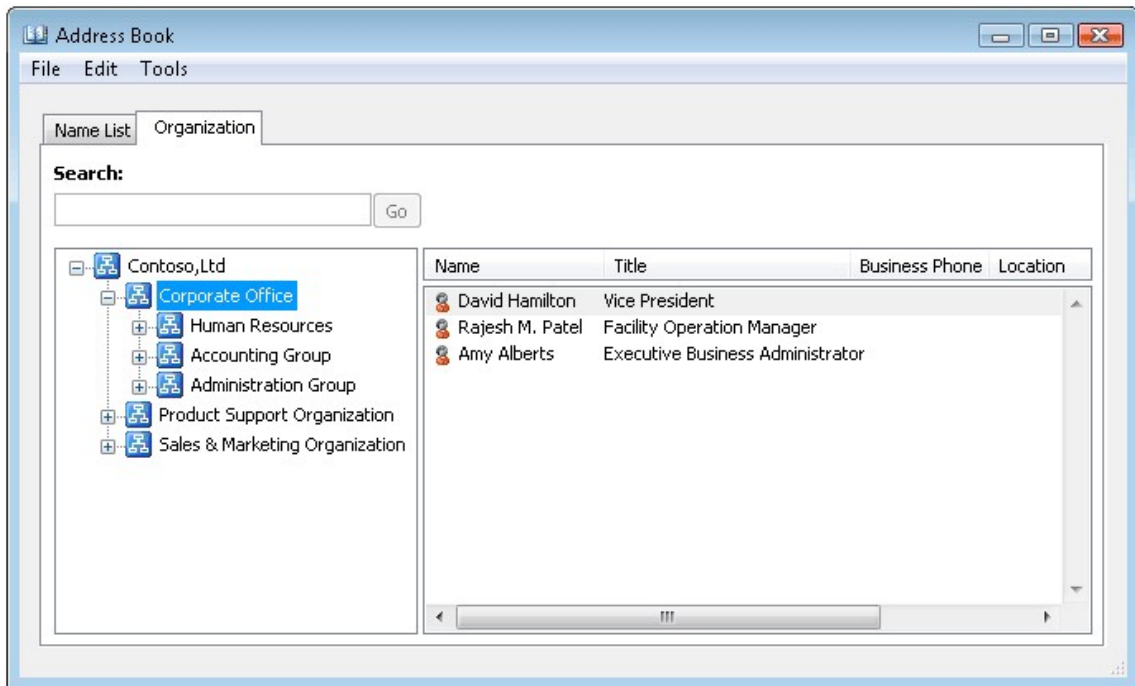 Address Book
File Edit Tools
Name List Organization
Search:
Go
Contoso,Ltd
Corporate Office
Human Resources
Accounting Group
Administration Group
Product Support Organization
Sales & Marketing Organization
Name Title Business Phone Location
David Hamilton Vice President
Rajesh M. Patel Facility Operation Manager
Amy Alberts Executive Business Administrator